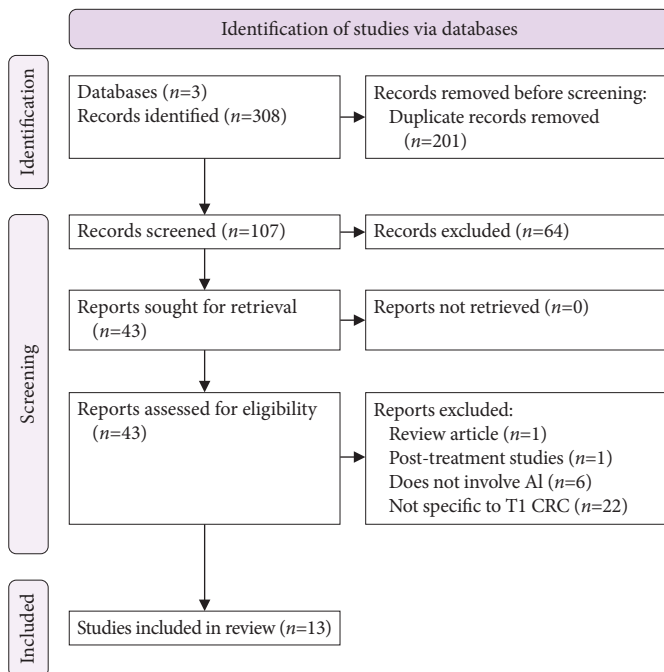 Identification of studies via databases
Identification
Databases (n=3)
Records identified (n=308)
Records removed before screening:
Duplicate records removed
(n=201)
Screening
Records screened (n=107)
Records excluded (n=64)
Reports sought for retrieval
(n=43)
Reports not retrieved (n=0)
Reports assessed for eligibility
(n=43)
Reports excluded:
Review article (n=1)
Post-treatment studies (n=1)
Does not involve Al (n=6)
Not specific to T1 CRC (n=22)
Included
Studies included in review (n=13)